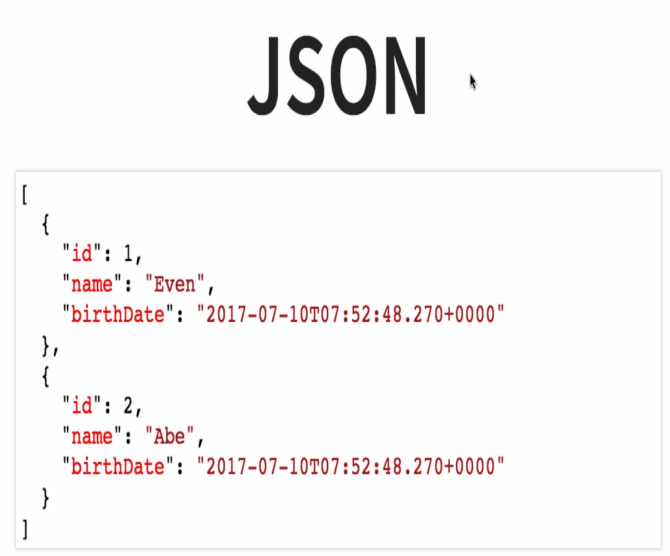 JSON
[
  {
    "id": 1,
    "name": "Even",
    "birthDate": "2017-07-10T07:52:48.270+0000"
  },
  {
    "id": 2,
    "name": "Abe",
    "birthDate": "2017-07-10T07:52:48.270+0000"
  }
]